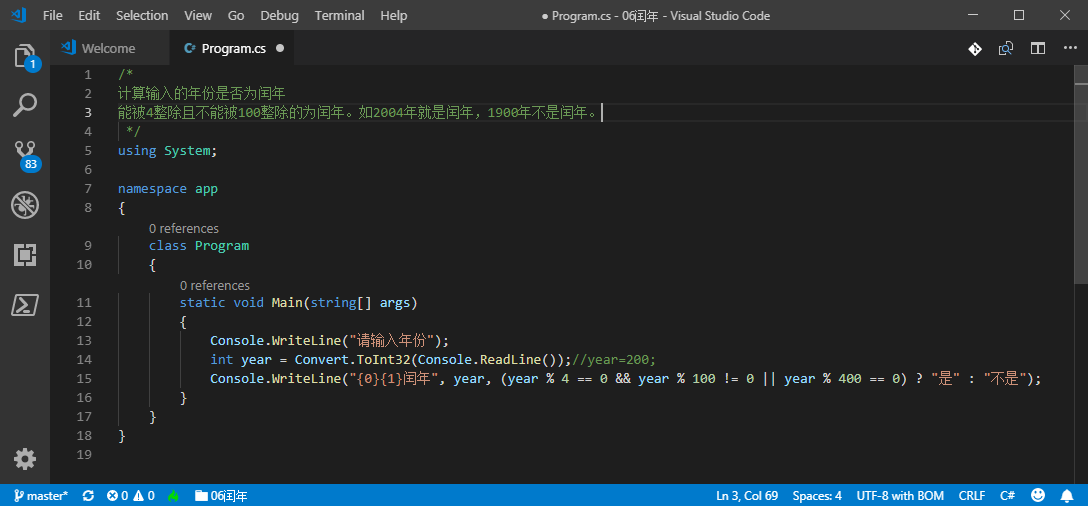 File Edit Selection View Go Debug Terminal Help ● Program.cs - 06闰年 - Visual Studio Code
Welcome Program.cs ●
1 /*
2 计算输入的年份是否为闰年
3 能被4整除且不能被100整除的为闰年。如2004年就是闰年，1900年不是闰年。
4 */
5 using System;
6
7 namespace app
8 {
0 references
9 class Program
10 {
0 references
11 static void Main(string[] args)
12 {
13 Console.WriteLine("请输入年份");
14 int year = Convert.ToInt32(Console.ReadLine());//year=200;
15 Console.WriteLine("{0}{1}闰年", year, (year % 4 == 0 && year % 100 != 0 || year % 400 == 0) ? "是" : "不是");
16 }
17 }
18 }
19
1
83
master* 0 0 06闰年 Ln 3, Col 69 Spaces: 4 UTF-8 with BOM CRLF C#